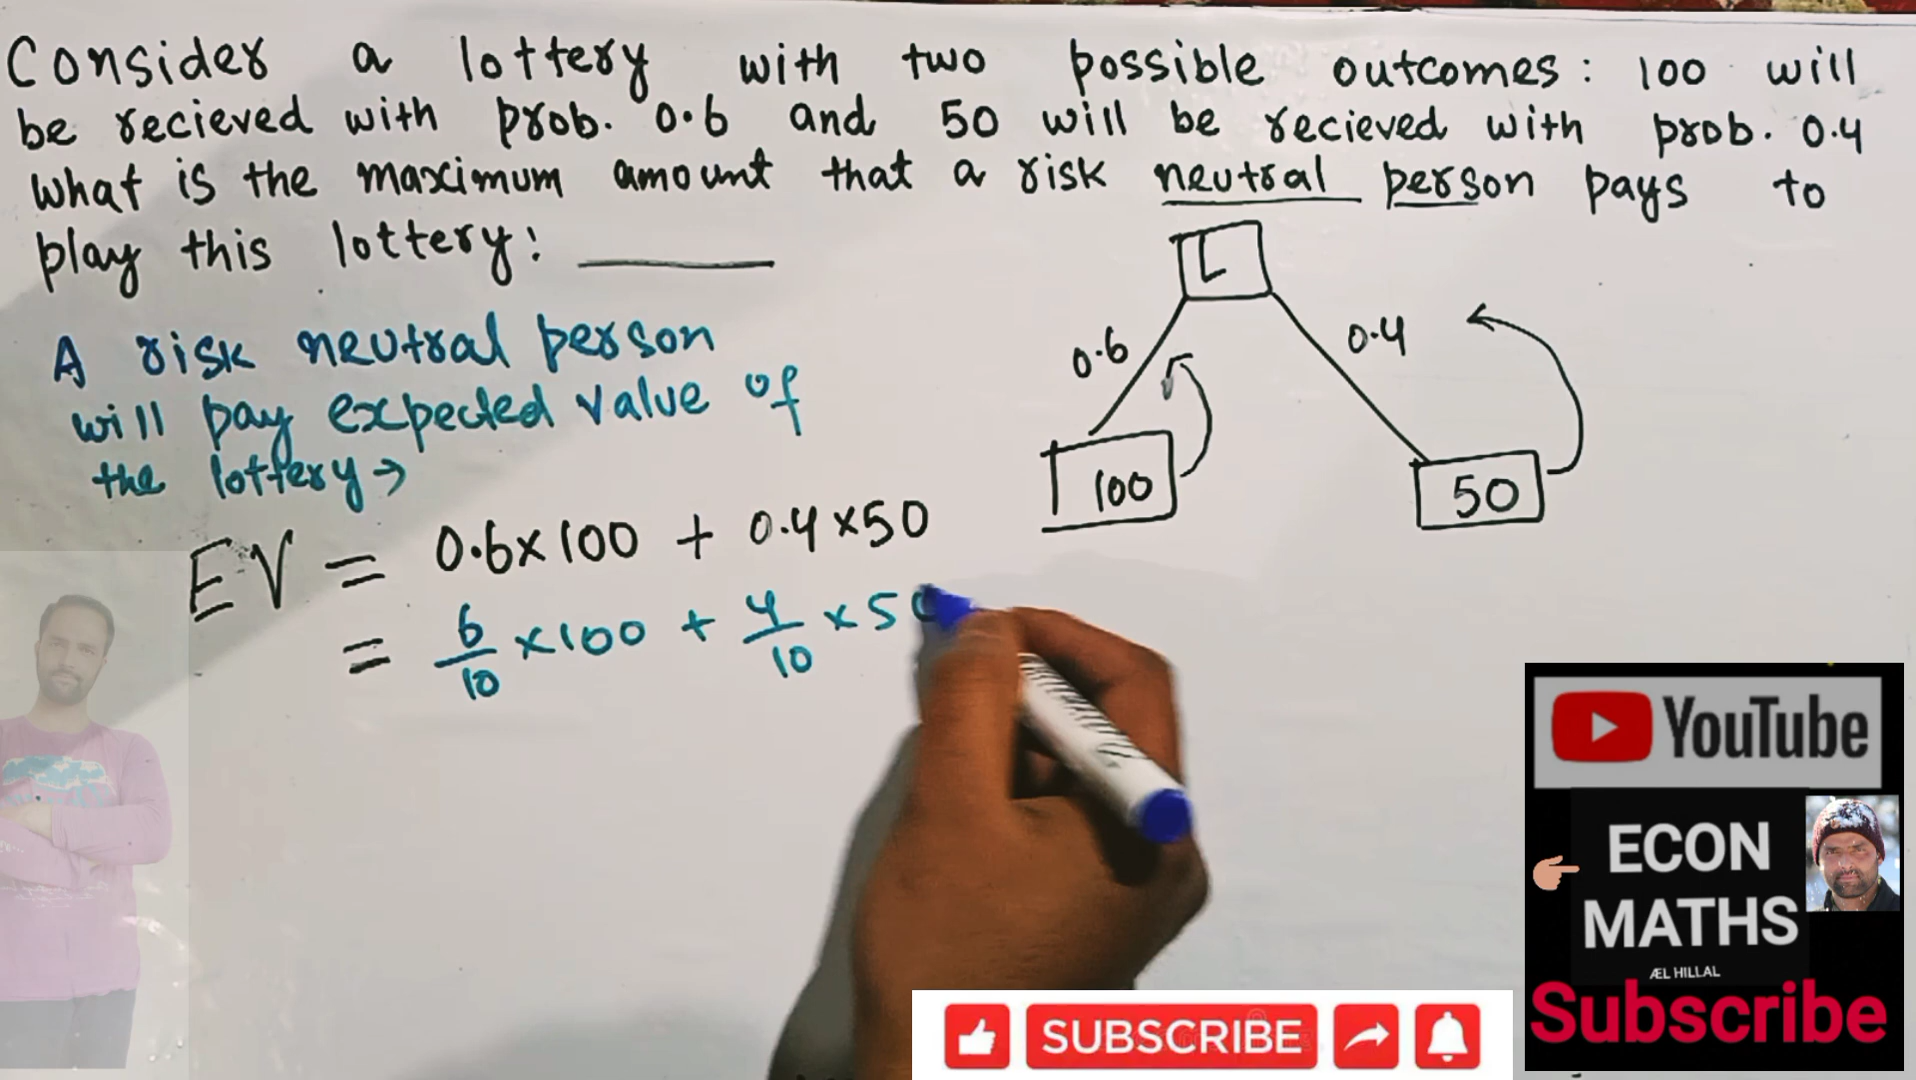 Consider a lottery with two possible outcomes: 100 will
be recieved with prob. 0.6 and 50 will be recieved with prob. 0.4
what is the maximum amount that a risk neutral person pays to
play this lottery:
L
0.6
0.4
100
50
A risk neutral person
will pay expected value of
the lottery→
EV = 0.6×100 + 0.4×50
= 6/10 ×100 + 4/10 ×50
YouTube
ECON
MATHS
ÆL HILLAL
Subscribe
SUBSCRIBE